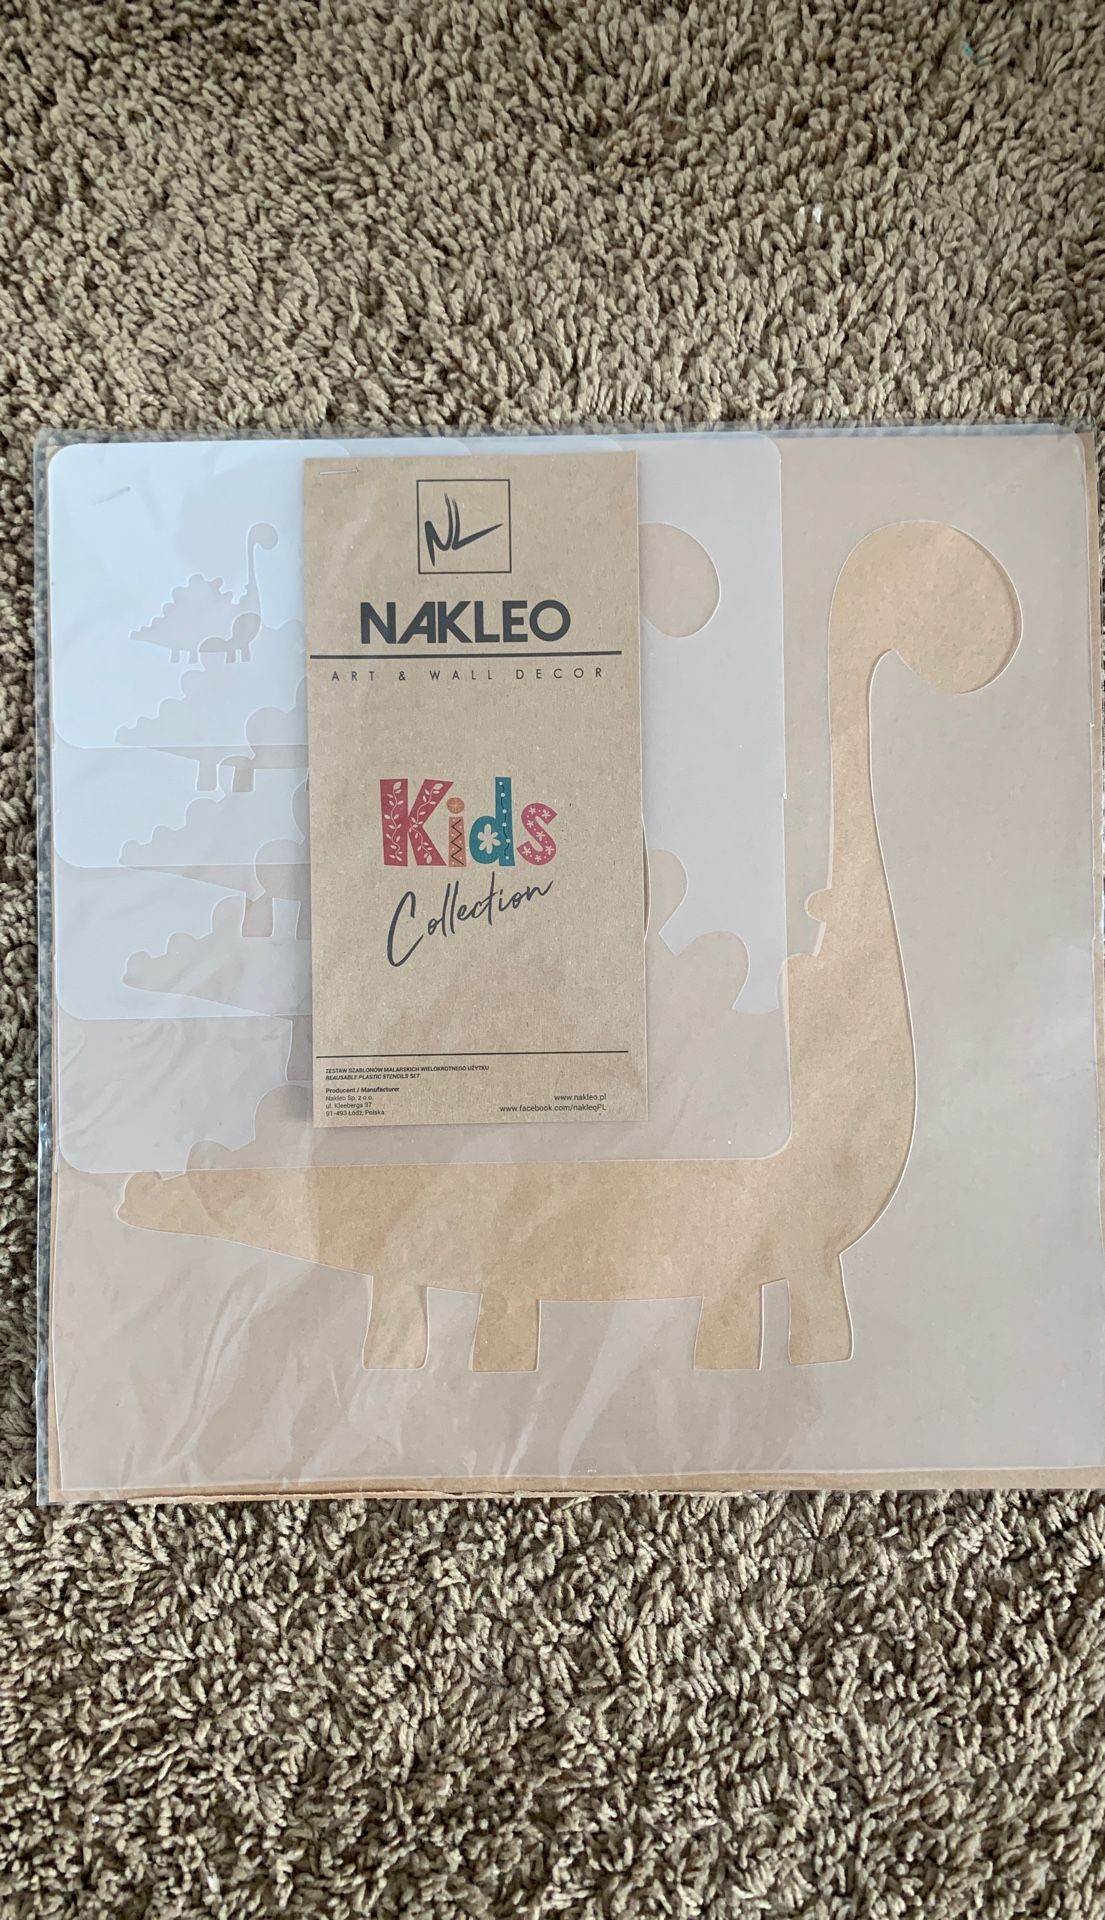 NL
NAKLEO
ART & WALL DECOR
Kids
Collection
ZESTAW SZABLONÓW MALARSKICH WIELOKROTNEGO UŻYTKU
REAUSABLE PLASTIC STENCILS SET
Producent / Manufacturer
Nakleo Sp. z o.o.
ul. Kleeberga 37
91-493 Łódź, Polska
www.nakleo.pl
www.facebook.com/nakleoPL